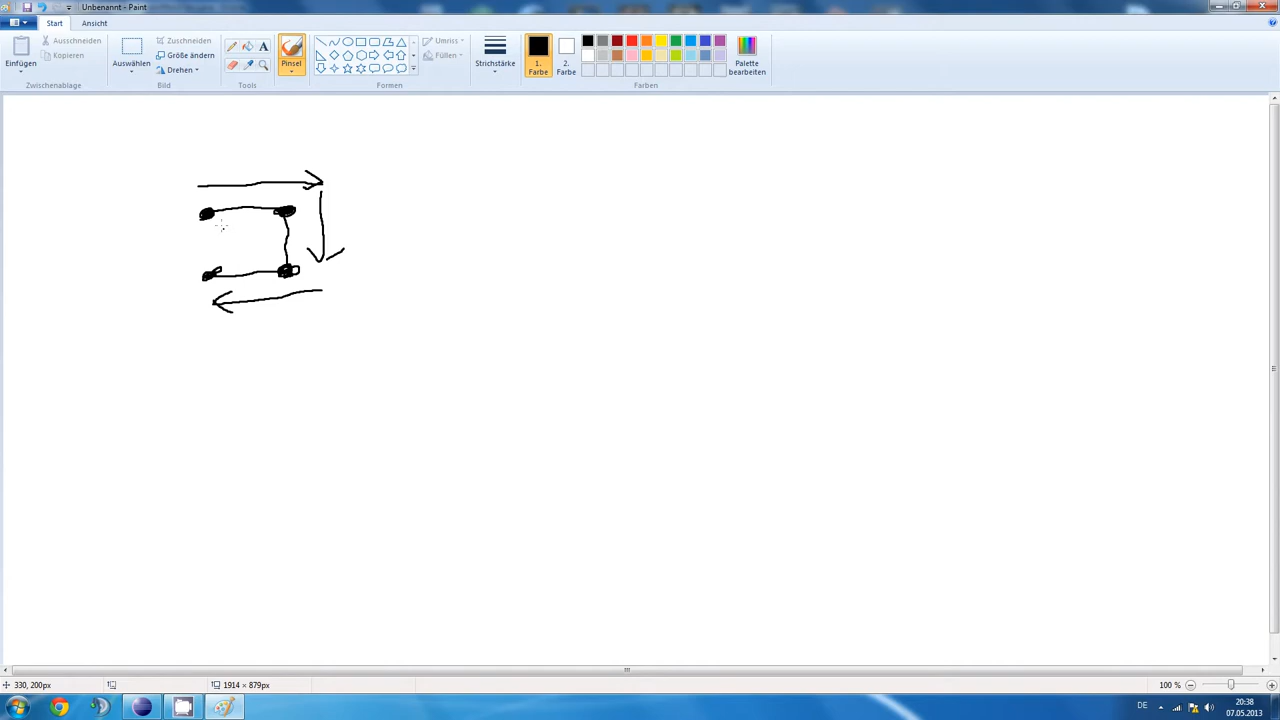 Unbenannt - Paint
Start Ansicht
Einfügen
Ausschneiden
Kopieren
Zwischenablage
Auswählen
Zuschneiden
Größe ändern
Drehen
Bild
A
Tools
Pinsel
Umriss
Füllen
Formen
Strichstärke
1. Farbe
2. Farbe
Palette bearbeiten
Farben
330, 200px
1914 × 879px
100 %
DE
20:38
07.05.2013